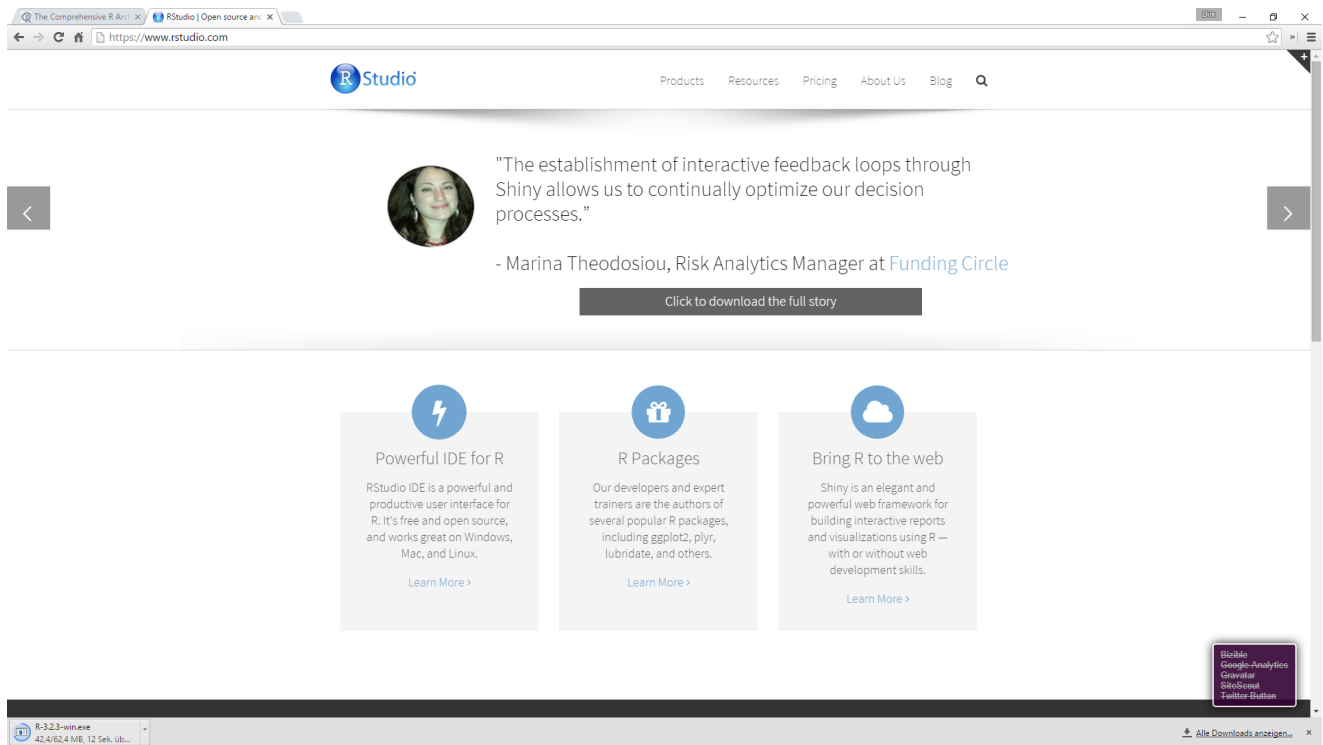 The Comprehensive R Arc
RStudio | Open source and
Dirk
https://www.rstudio.com
R Studio
Products Resources Pricing About Us Blog
"The establishment of interactive feedback loops through
Shiny allows us to continually optimize our decision
processes.”
- Marina Theodosiou, Risk Analytics Manager at Funding Circle
Click to download the full story
Powerful IDE for R
RStudio IDE is a powerful and
productive user interface for
R. It's free and open source,
and works great on Windows,
Mac, and Linux.
Learn More ›
R Packages
Our developers and expert
trainers are the authors of
several popular R packages,
including ggplot2, plyr,
lubridate, and others.
Learn More ›
Bring R to the web
Shiny is an elegant and
powerful web framework for
building interactive reports
and visualizations using R —
with or without web
development skills.
Learn More ›
Bizible
Google Analytics
Gravatar
SiteScout
Twitter Button
R-3.2.3-win.exe
42,4/62,4 MB, 12 Sek. üb...
Alle Downloads anzeigen...